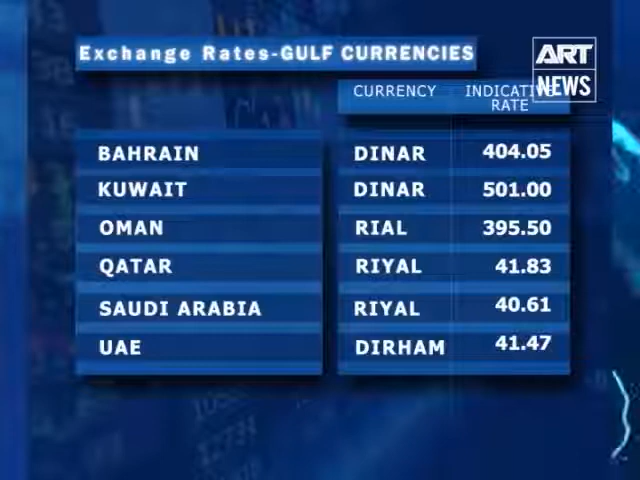 Exchange Rates-GULF CURRENCIES
ART
NEWS
CURRENCY INDICATIVE
RATE
BAHRAIN DINAR 404.05
KUWAIT DINAR 501.00
OMAN RIAL 395.50
QATAR RIYAL 41.83
SAUDI ARABIA RIYAL 40.61
UAE DIRHAM 41.47